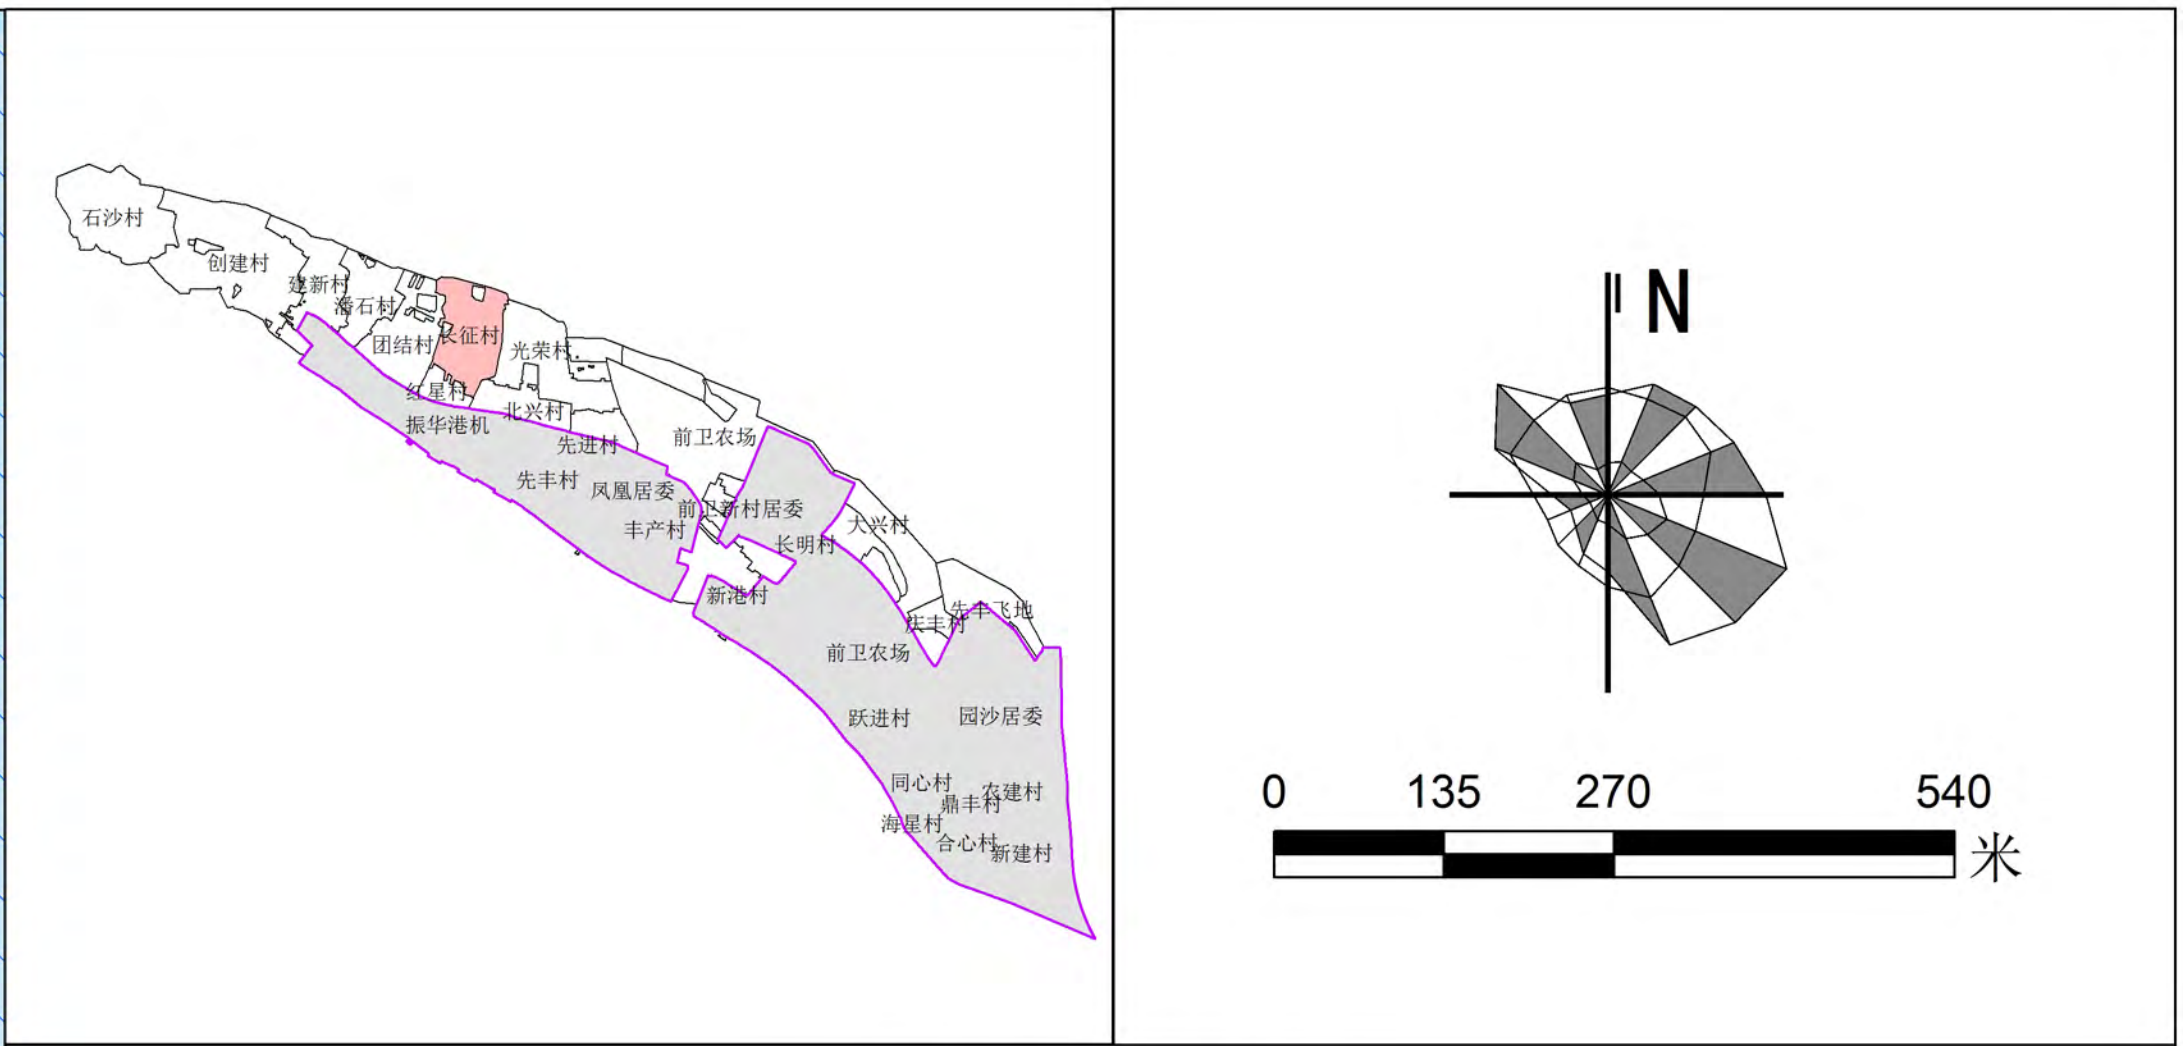 石沙村
创建村
建新村
潘石村
团结村
长征村
光荣村
红星村
北兴村
振华港机
先进村
前卫农场
先丰村
凤凰居委
前卫新村居委
丰产村
大兴村
长明村
新港村
先丰飞地
庆丰村
前卫农场
跃进村
园沙居委
同心村
农建村
鼎丰村
海星村
合心村
新建村
N
0 135 270 540
米